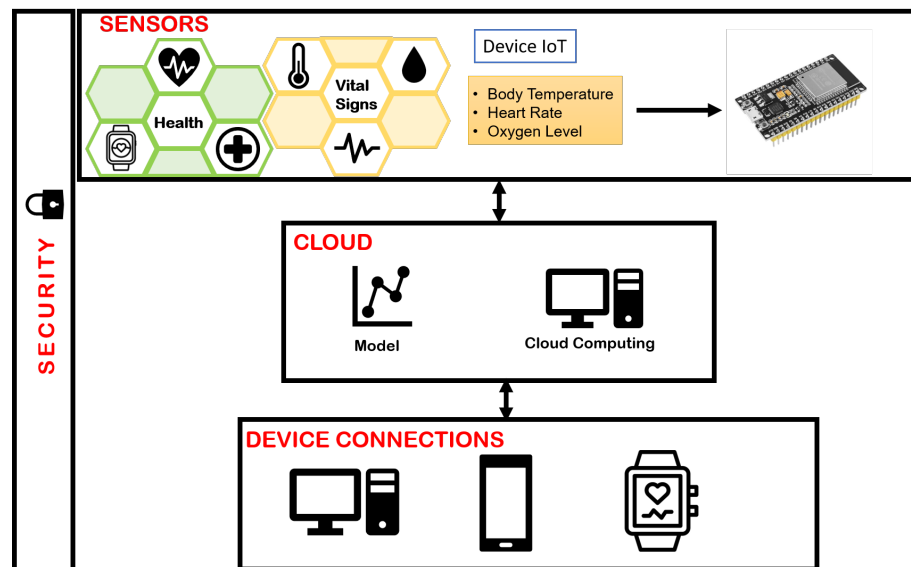 SENSORS
Health
Vital
Signs
Device IoT
• Body Temperature
• Heart Rate
• Oxygen Level
SECURITY
CLOUD
Model
Cloud Computing
DEVICE CONNECTIONS